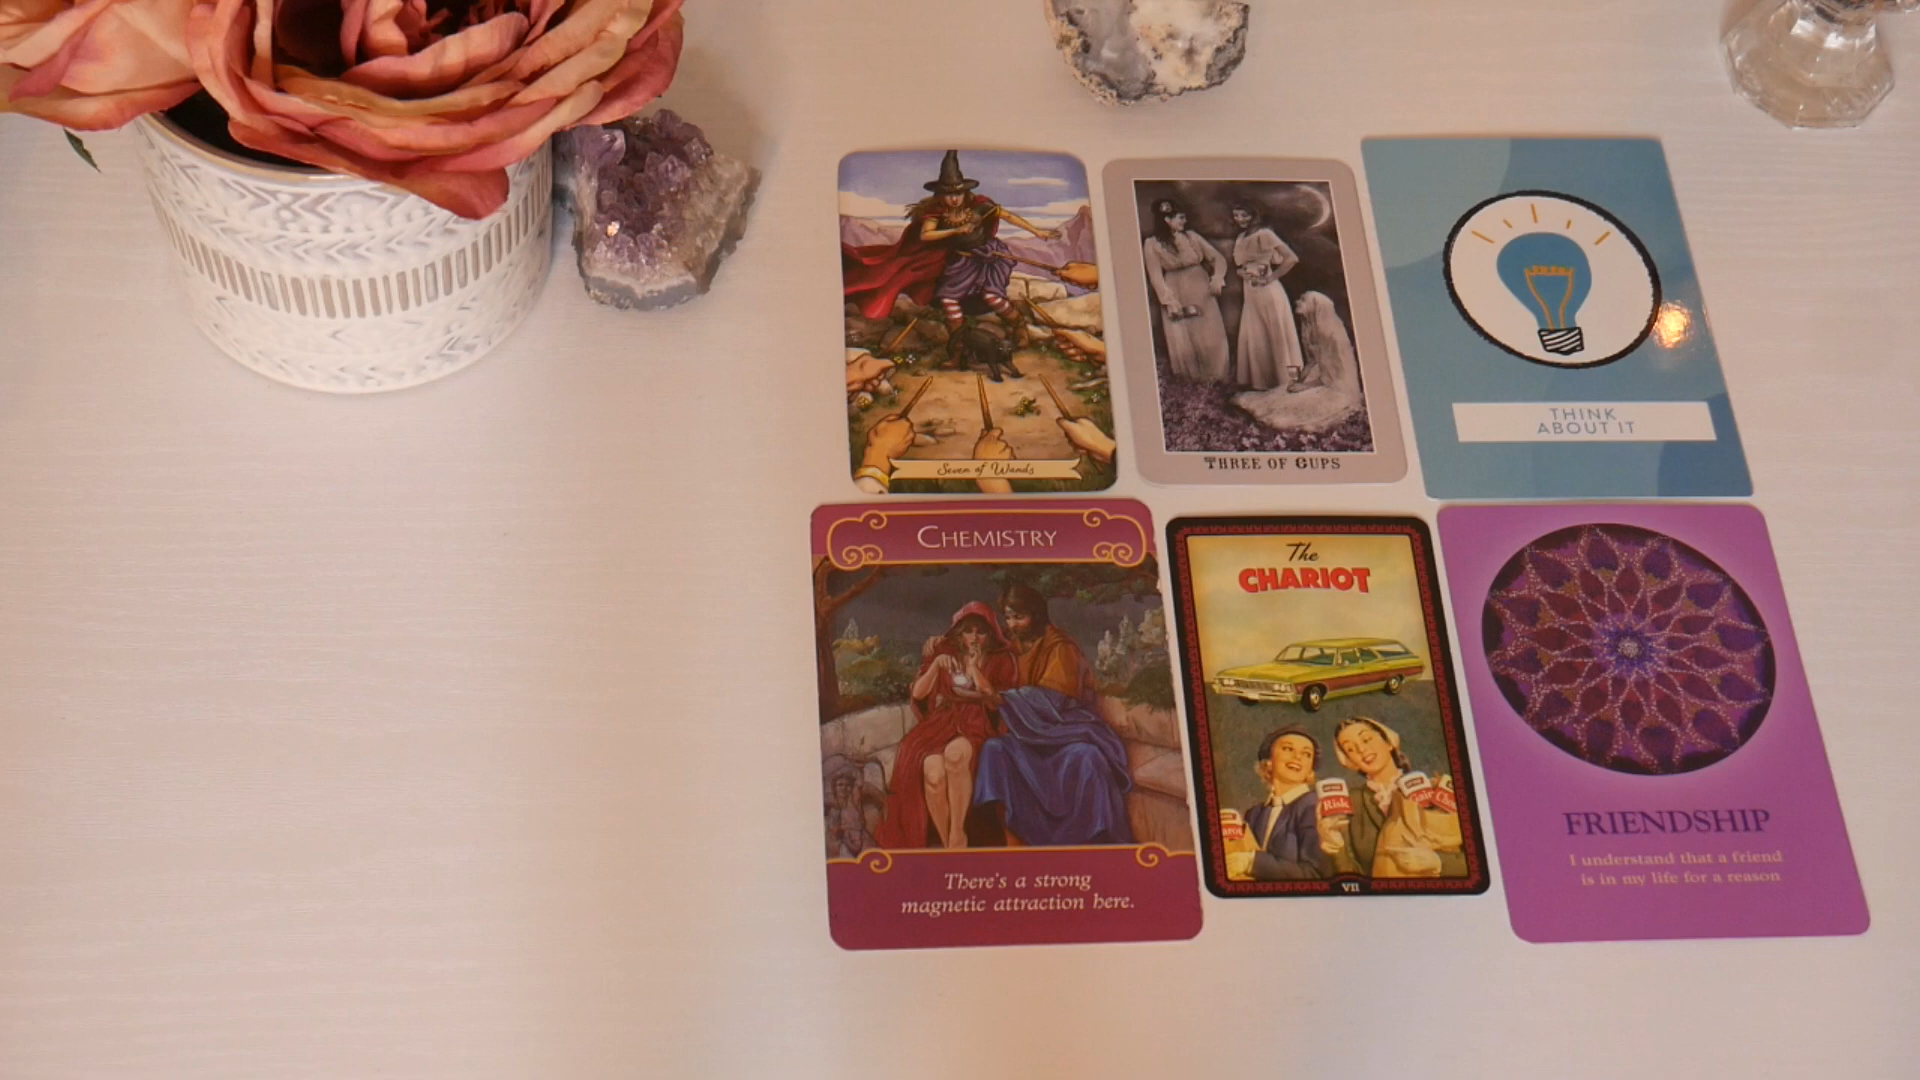 Seven of Wands
THREE OF CUPS
THINK
ABOUT IT
CHEMISTRY
There's a strong
magnetic attraction here.
The
CHARIOT
Risk
VII
FRIENDSHIP
I understand that a friend
is in my life for a reason